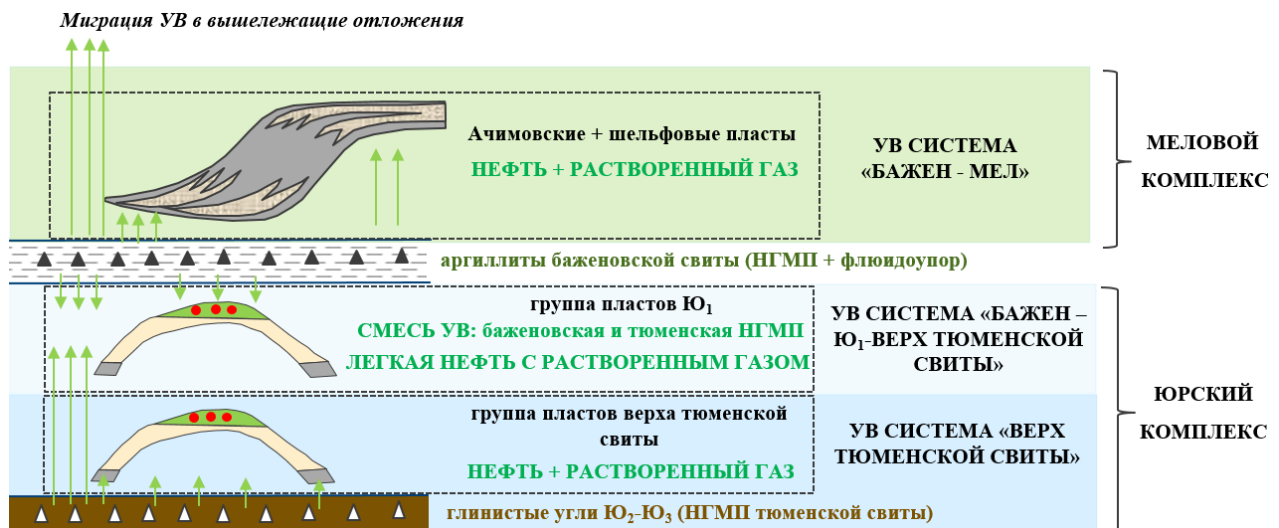 Миграция УВ в вышележащие отложения
Ачимовские + шельфовые пласты
НЕФТЬ + РАСТВОРЕННЫЙ ГАЗ
УВ СИСТЕМА
«БАЖЕН - МЕЛ»
МЕЛОВОЙ
КОМПЛЕКС
аргиллиты баженовской свиты (НГМП + флюидоупор)
группа пластов Ю₁
СМЕСЬ УВ: баженовская и тюменская НГМП
ЛЕГКАЯ НЕФТЬ С РАСТВОРЕННЫМ ГАЗОМ
УВ СИСТЕМА «БАЖЕН –
Ю₁-ВЕРХ ТЮМЕНСКОЙ
СВИТЫ»
группа пластов верха тюменской
свиты
НЕФТЬ + РАСТВОРЕННЫЙ ГАЗ
УВ СИСТЕМА «ВЕРХ
ТЮМЕНСКОЙ СВИТЫ»
ЮРСКИЙ
КОМПЛЕКС
глинистые угли Ю₂-Ю₃ (НГМП тюменской свиты)